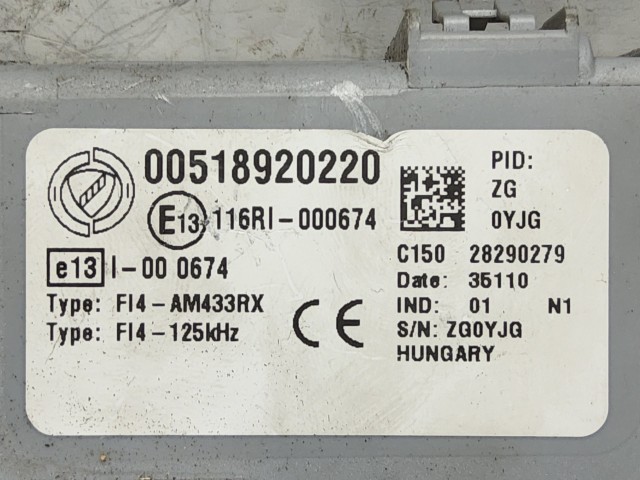 00518920220
E13 116RI-000674
e13 I-00 0674
Type: FI4-AM433RX
Type: FI4-125kHz
CE
PID:
ZG
0YJG
C150 28290279
Date: 35110
IND: 01 N1
S/N: ZG0YJG
HUNGARY